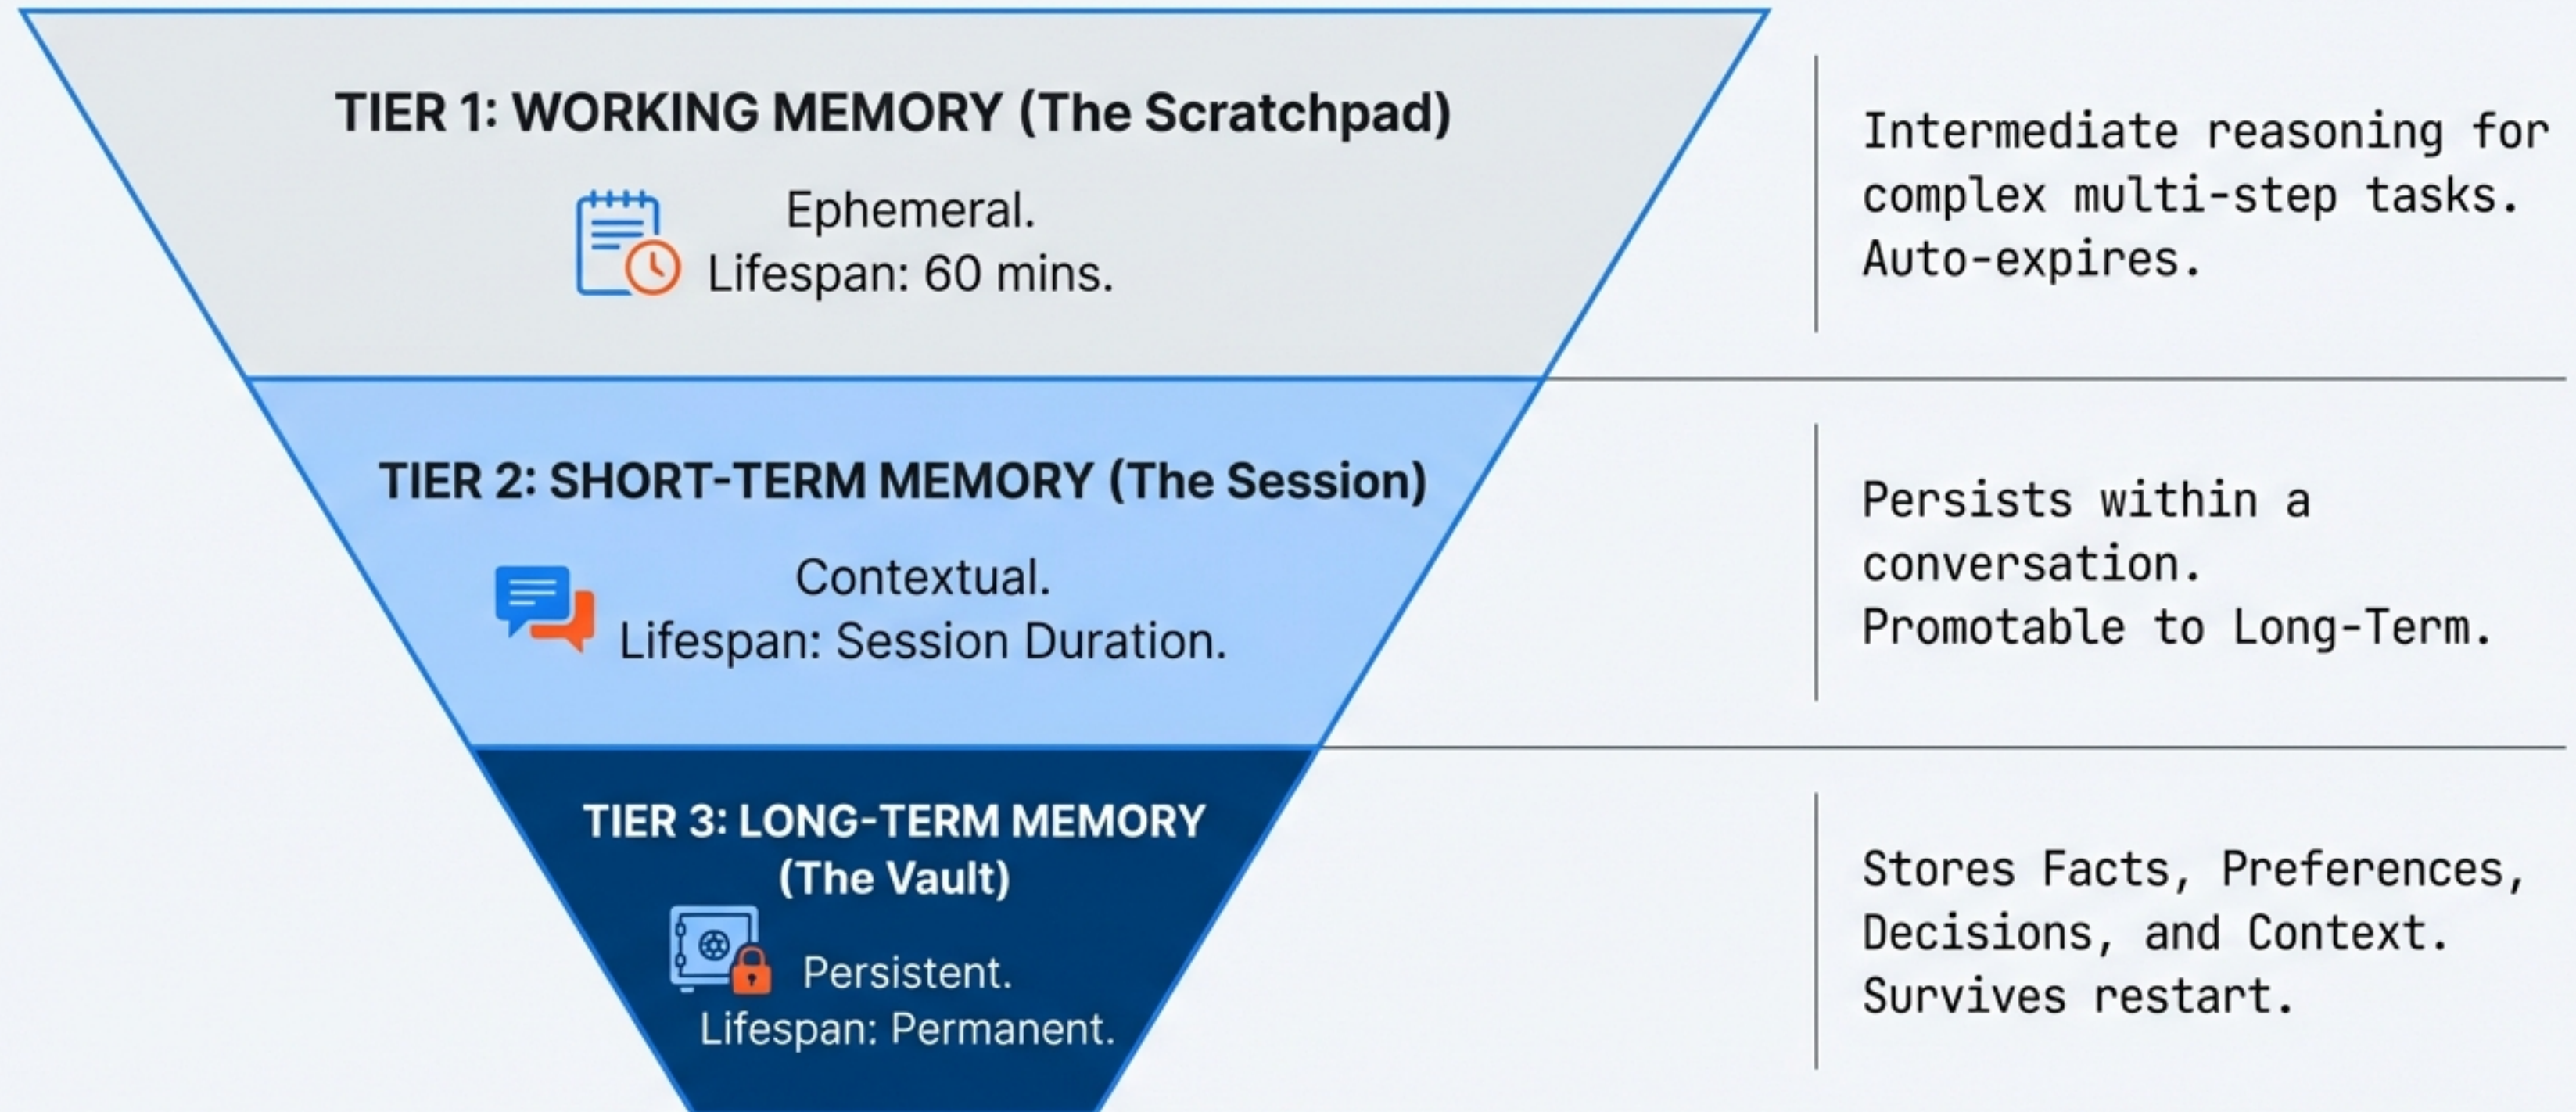 TIER 1: WORKING MEMORY (The Scratchpad)
Ephemeral.
Lifespan: 60 mins.
Intermediate reasoning for
complex multi-step tasks.
Auto-expires.
TIER 2: SHORT-TERM MEMORY (The Session)
Contextual.
Lifespan: Session Duration.
Persists within a
conversation.
Promotable to Long-Term.
TIER 3: LONG-TERM MEMORY
(The Vault)
Persistent.
Lifespan: Permanent.
Stores Facts, Preferences,
Decisions, and Context.
Survives restart.